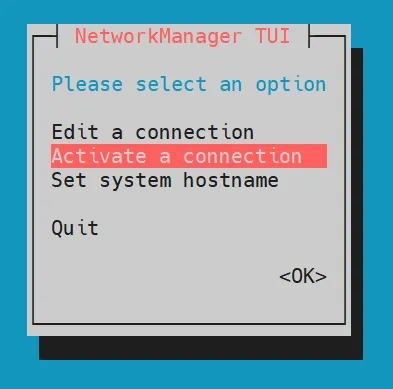 NetworkManager TUI
Please select an option
Edit a connection
Activate a connection
Set system hostname
Quit
<OK>